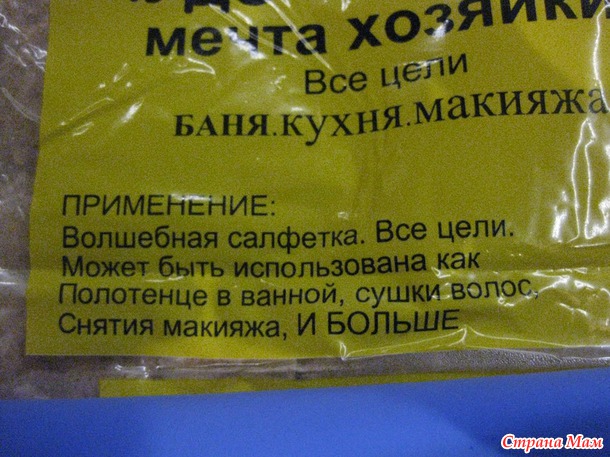 мечта хозяйки
Все цели
БАНЯ.КУХНЯ.макияжа
ПРИМЕНЕНИЕ:
Волшебная салфетка. Все цели.
Может быть использована как
Полотенце в ванной, сушки волос,
Снятия макияжа, И БОЛЬШЕ
Страна Мам